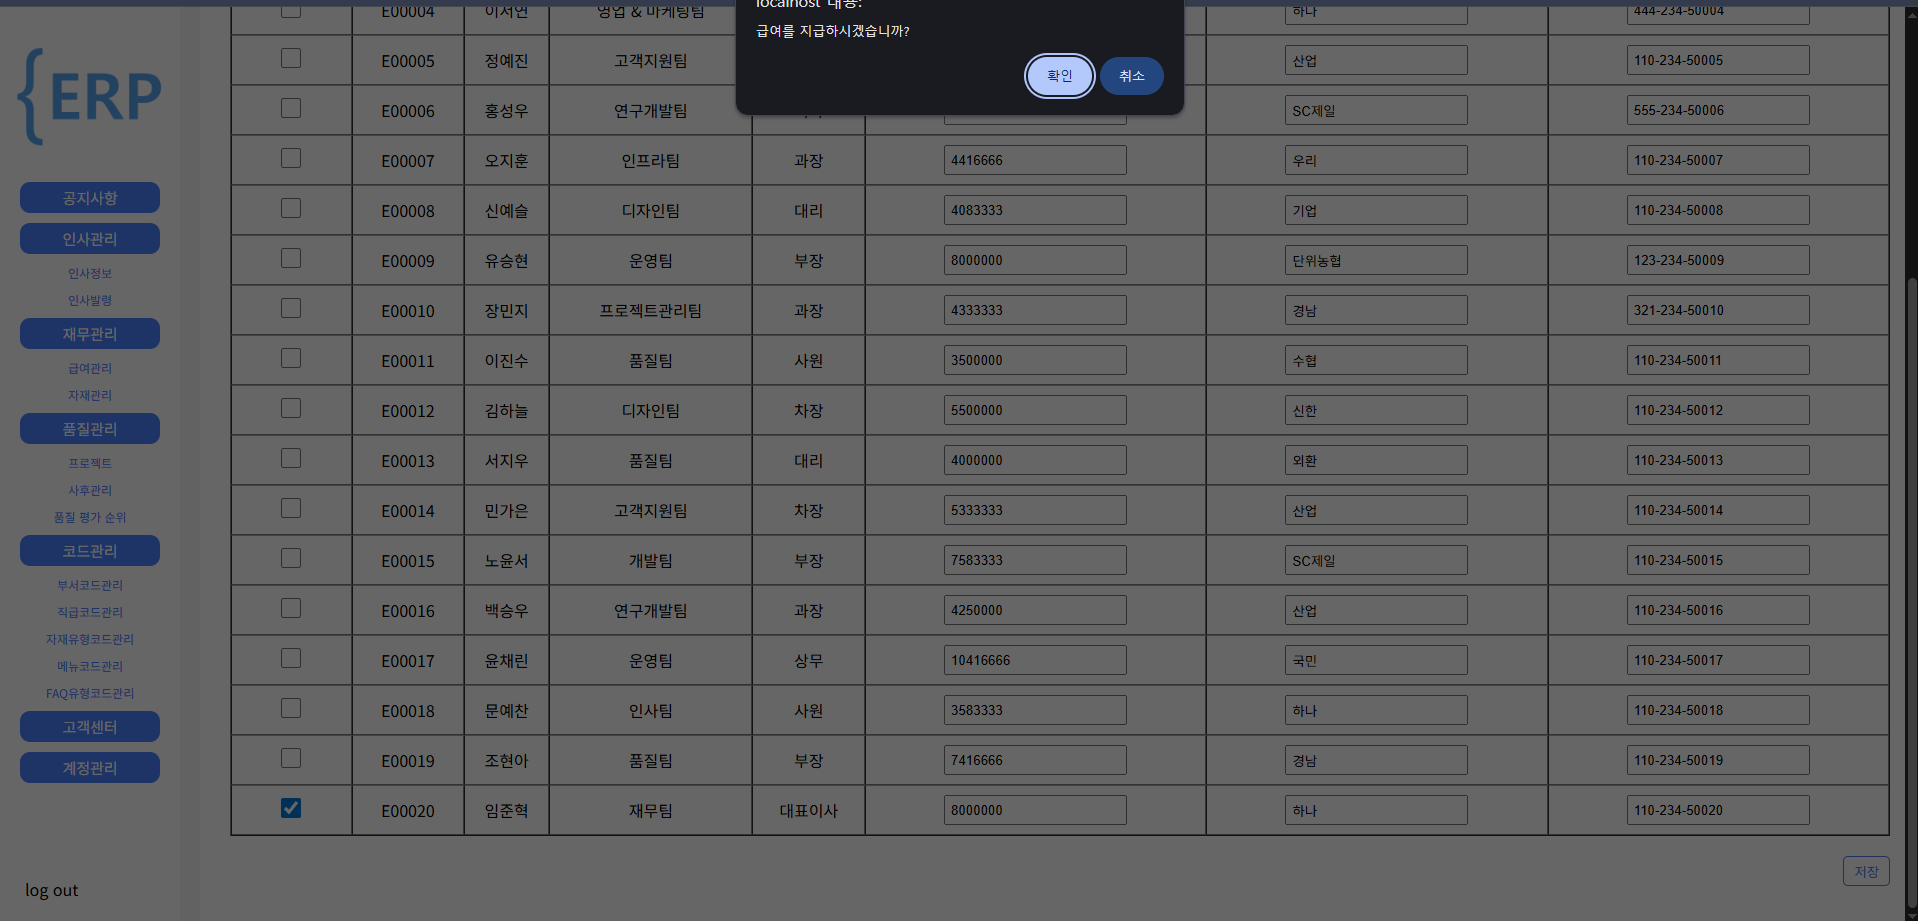 localhost 내용:
급여를 지급하시겠습니까?
확인 취소
{ERP
공지사항
인사관리
인사정보
인사발령
재무관리
급여관리
자재관리
품질관리
프로젝트
사후관리
품질 평가 순위
코드관리
부서코드관리
직급코드관리
자재유형코드관리
메뉴코드관리
FAQ유형코드관리
고객센터
계정관리
log out
E00004 이서연 영업 & 마케팅팀 하나 444-234-50004
E00005 정예진 고객지원팀 산업 110-234-50005
E00006 홍성우 연구개발팀 SC제일 555-234-50006
E00007 오지훈 인프라팀 과장 4416666 우리 110-234-50007
E00008 신예슬 디자인팀 대리 4083333 기업 110-234-50008
E00009 유승현 운영팀 부장 8000000 단위농협 123-234-50009
E00010 장민지 프로젝트관리팀 과장 4333333 경남 321-234-50010
E00011 이진수 품질팀 사원 3500000 수협 110-234-50011
E00012 김하늘 디자인팀 차장 5500000 신한 110-234-50012
E00013 서지우 품질팀 대리 4000000 외환 110-234-50013
E00014 민가은 고객지원팀 차장 5333333 산업 110-234-50014
E00015 노윤서 개발팀 부장 7583333 SC제일 110-234-50015
E00016 백승우 연구개발팀 과장 4250000 산업 110-234-50016
E00017 윤채린 운영팀 상무 10416666 국민 110-234-50017
E00018 문예찬 인사팀 사원 3583333 하나 110-234-50018
E00019 조현아 품질팀 부장 7416666 경남 110-234-50019
E00020 임준혁 재무팀 대표이사 8000000 하나 110-234-50020
저장